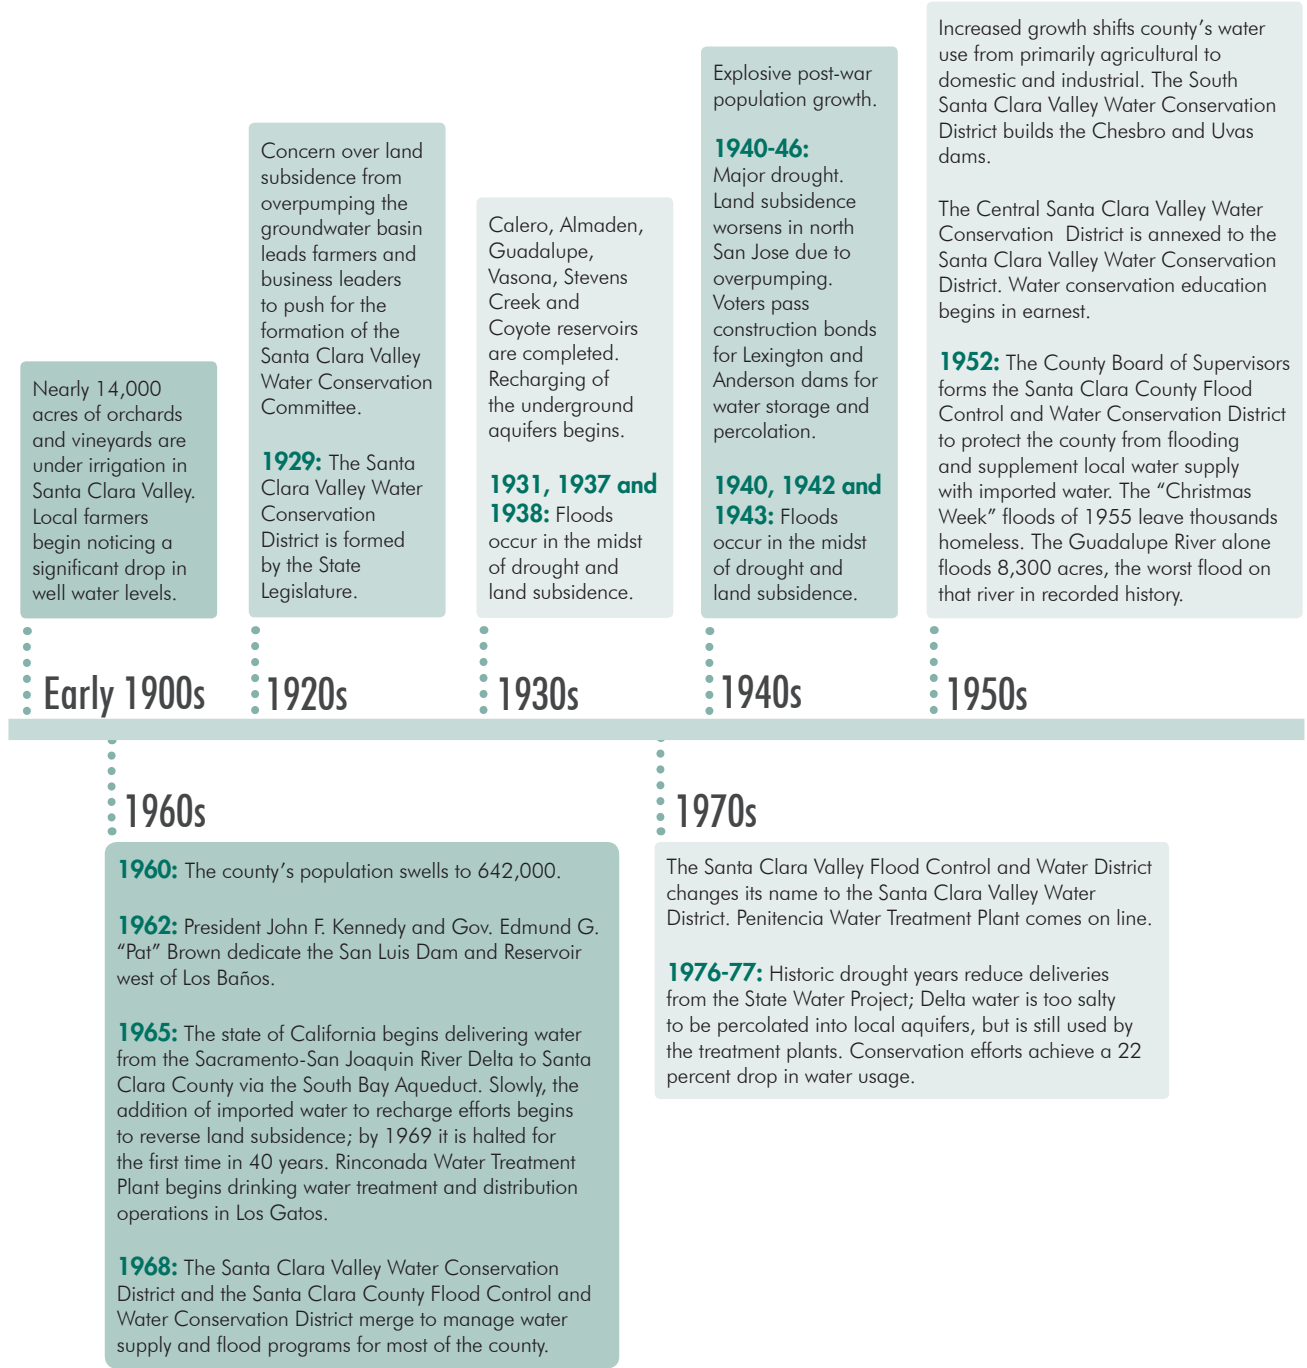 Nearly 14,000
acres of orchards
and vineyards are
under irrigation in
Santa Clara Valley.
Local farmers
begin noticing a
significant drop in
well water levels.
Early 1900s
Concern over land
subsidence from
overpumping the
groundwater basin
leads farmers and
business leaders
to push for the
formation of the
Santa Clara Valley
Water Conservation
Committee.
1929: The Santa
Clara Valley Water
Conservation
District is formed
by the State
Legislature.
1920s
Calero, Almaden,
Guadalupe,
Vasona, Stevens
Creek and
Coyote reservoirs
are completed.
Recharging of
the underground
aquifers begins.
1931, 1937 and
1938: Floods
occur in the midst
of drought and
land subsidence.
1930s
Explosive post-war
population growth.
1940-46:
Major drought.
Land subsidence
worsens in north
San Jose due to
overpumping.
Voters pass
construction bonds
for Lexington and
Anderson dams for
water storage and
percolation.
1940, 1942 and
1943: Floods
occur in the midst
of drought and
land subsidence.
1940s
Increased growth shifts county's water
use from primarily agricultural to
domestic and industrial. The South
Santa Clara Valley Water Conservation
District builds the Chesbro and Uvas
dams.
The Central Santa Clara Valley Water
Conservation  District is annexed to the
Santa Clara Valley Water Conservation
District. Water conservation education
begins in earnest.
1952: The County Board of Supervisors
forms the Santa Clara County Flood
Control and Water Conservation District
to protect the county from flooding
and supplement local water supply
with imported water. The “Christmas
Week” floods of 1955 leave thousands
homeless. The Guadalupe River alone
floods 8,300 acres, the worst flood on
that river in recorded history.
1950s
1960s
1960: The county's population swells to 642,000.
1962: President John F. Kennedy and Gov. Edmund G.
“Pat” Brown dedicate the San Luis Dam and Reservoir
west of Los Baños.
1965: The state of California begins delivering water
from the Sacramento-San Joaquin River Delta to Santa
Clara County via the South Bay Aqueduct. Slowly, the
addition of imported water to recharge efforts begins
to reverse land subsidence; by 1969 it is halted for
the first time in 40 years. Rinconada Water Treatment
Plant begins drinking water treatment and distribution
operations in Los Gatos.
1968: The Santa Clara Valley Water Conservation
District and the Santa Clara County Flood Control and
Water Conservation District merge to manage water
supply and flood programs for most of the county.
1970s
The Santa Clara Valley Flood Control and Water District
changes its name to the Santa Clara Valley Water
District. Penitencia Water Treatment Plant comes on line.
1976-77: Historic drought years reduce deliveries
from the State Water Project; Delta water is too salty
to be percolated into local aquifers, but is still used by
the treatment plants. Conservation efforts achieve a 22
percent drop in water usage.